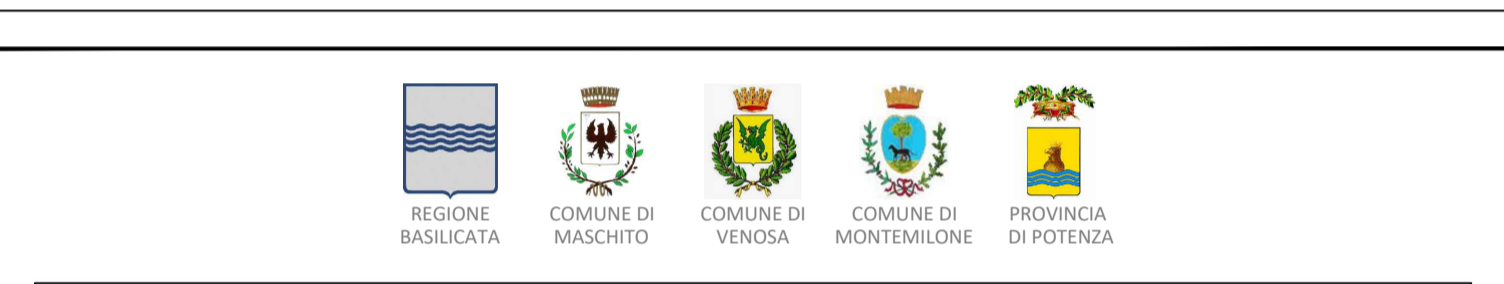 REGIONE
BASILICATA
COMUNE DI
MASCHITO
COMUNE DI
VENOSA
COMUNE DI
MONTEMILONE
PROVINCIA
DI POTENZA